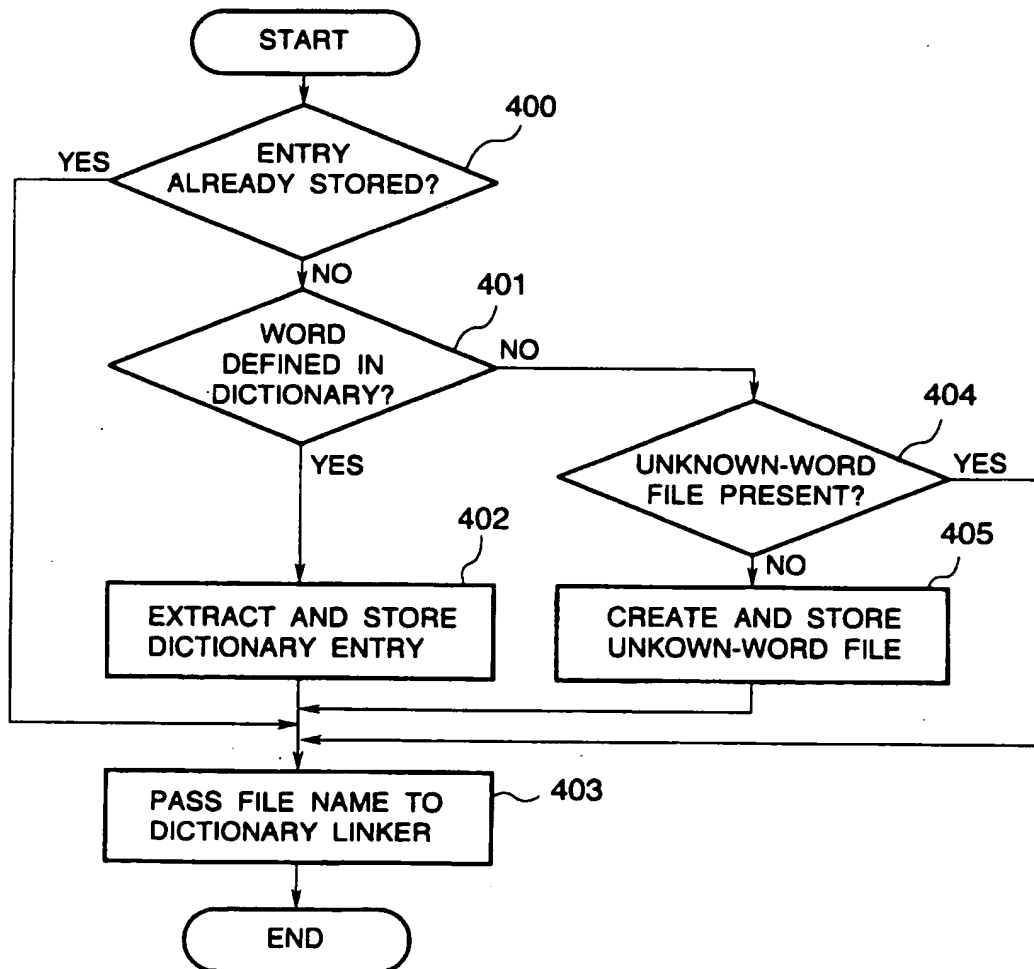 START
400
YES
ENTRY
ALREADY STORED?
NO
401
WORD
DEFINED IN
DICTIONARY?
NO
404
YES
UNKNOWN-WORD
FILE PRESENT?
YES
402
NO
405
EXTRACT AND STORE
DICTIONARY ENTRY
CREATE AND STORE
UNKOWN-WORD FILE
PASS FILE NAME TO
DICTIONARY LINKER
403
END